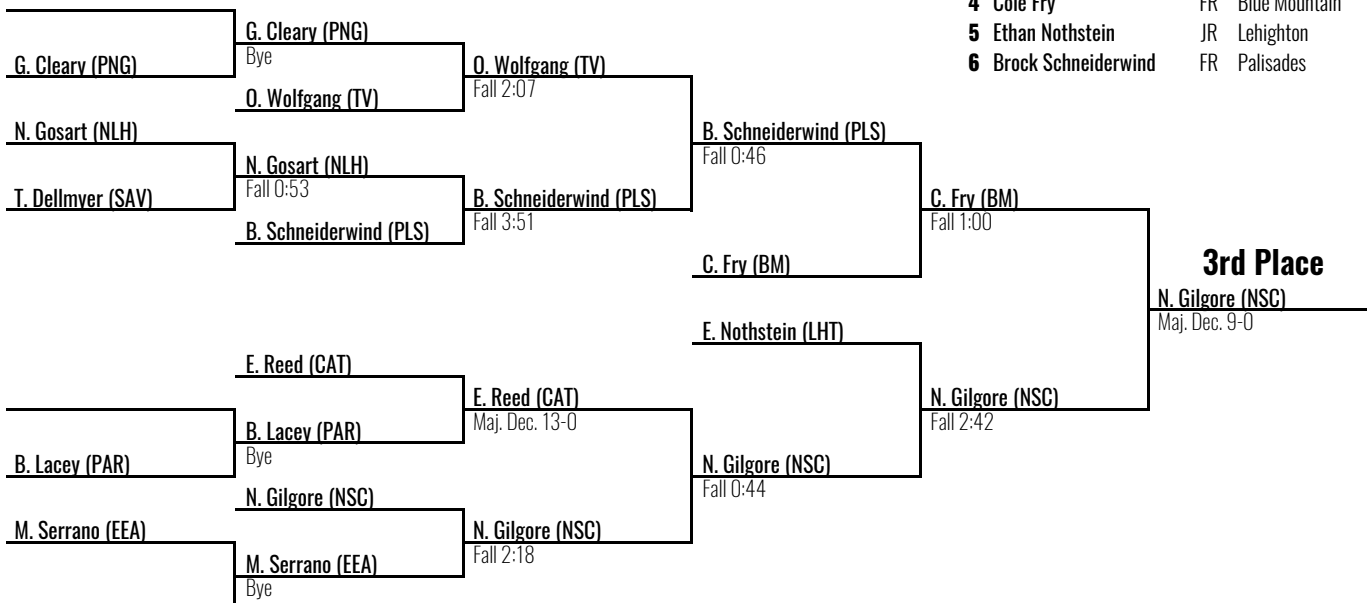 4 Cole Fry FR Blue Mountain
5 Ethan Nothstein JR Lehighton
6 Brock Schneiderwind FR Palisades
G. Cleary (PNG)
N. Gosart (NLH)
T. Dellmyer (SAV)
B. Lacey (PAR)
M. Serrano (EEA)
G. Cleary (PNG)
Bye
O. Wolfgang (TV)
N. Gosart (NLH)
Fall 0:53
B. Schneiderwind (PLS)
E. Reed (CAT)
B. Lacey (PAR)
Bye
N. Gilgore (NSC)
M. Serrano (EEA)
Bye
O. Wolfgang (TV)
Fall 2:07
B. Schneiderwind (PLS)
Fall 3:51
E. Reed (CAT)
Maj. Dec. 13-0
N. Gilgore (NSC)
Fall 2:18
B. Schneiderwind (PLS)
Fall 0:46
C. Fry (BM)
E. Nothstein (LHT)
N. Gilgore (NSC)
Fall 0:44
C. Fry (BM)
Fall 1:00
N. Gilgore (NSC)
Fall 2:42
3rd Place
N. Gilgore (NSC)
Maj. Dec. 9-0